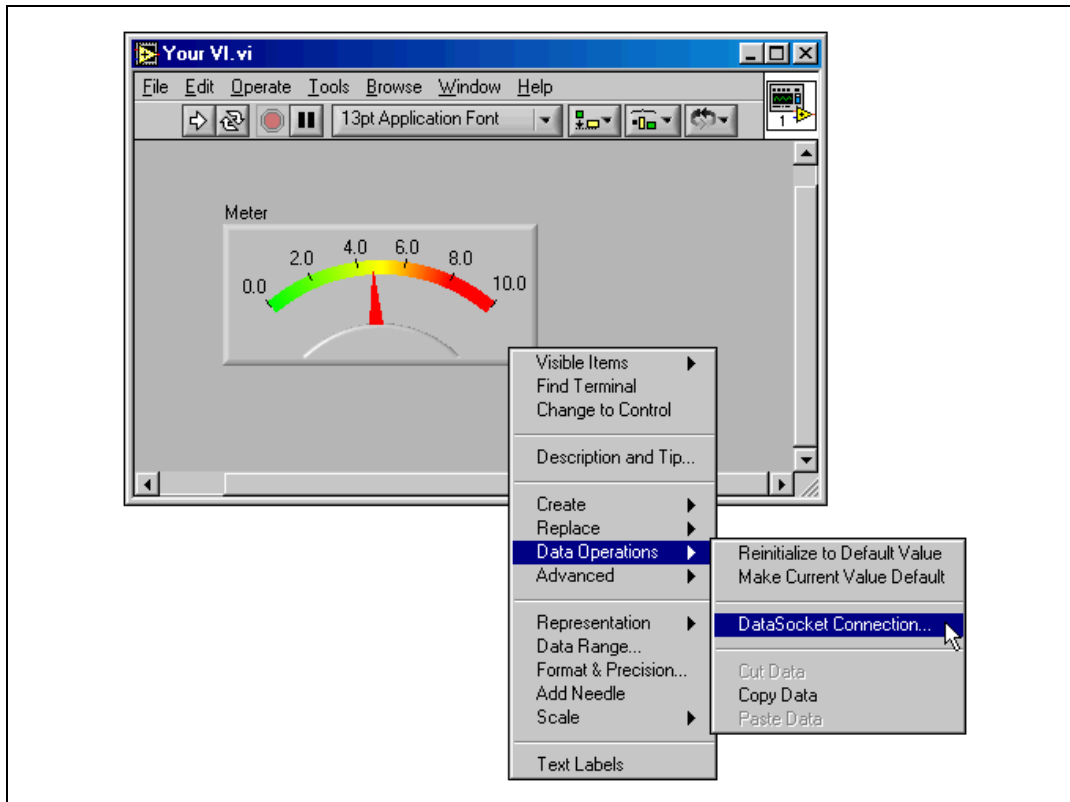 Your VI.vi
File Edit Operate Tools Browse Window Help
13pt Application Font
1
Meter
0.0 2.0 4.0 6.0 8.0 10.0
Visible Items
Find Terminal
Change to Control
Description and Tip...
Create
Replace
Data Operations
Advanced
Representation
Data Range...
Format & Precision...
Add Needle
Scale
Text Labels
Reinitialize to Default Value
Make Current Value Default
DataSocket Connection...
Cut Data
Copy Data
Paste Data